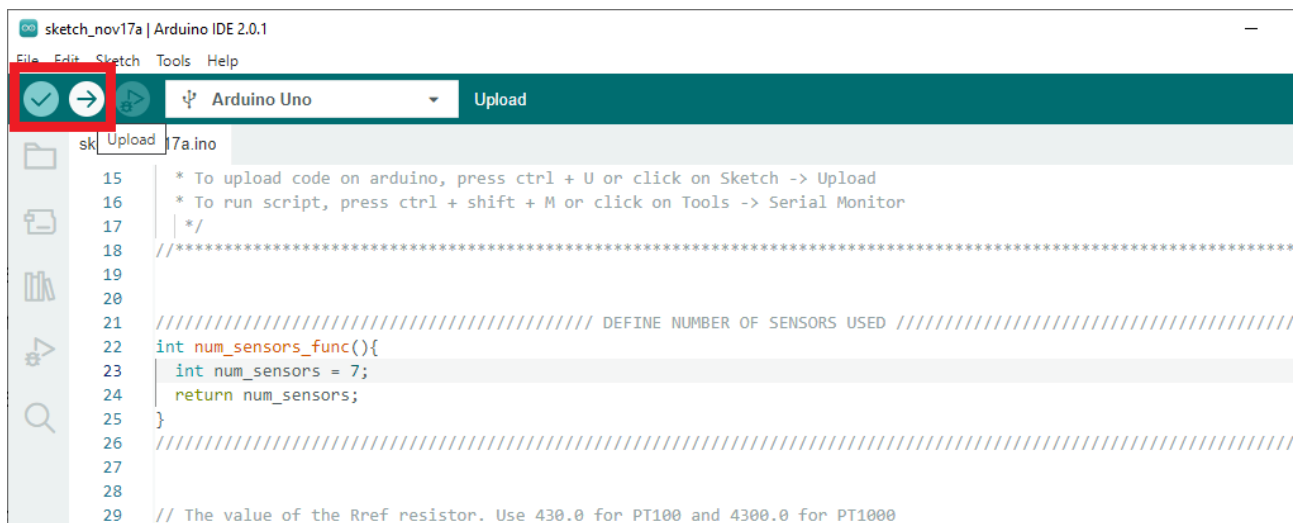 sketch_nov17a | Arduino IDE 2.0.1
File Edit Sketch Tools Help
Arduino Uno Upload
Upload
sk 17a.ino
15 * To upload code on arduino, press ctrl + U or click on Sketch -> Upload
16 * To run script, press ctrl + shift + M or click on Tools -> Serial Monitor
17 */
18 //*******************************************************************************************************************
19
20
21 ///////////////////////////////////////////// DEFINE NUMBER OF SENSORS USED /////////////////////////////////////////
22 int num_sensors_func(){
23 int num_sensors = 7;
24 return num_sensors;
25 }
26 /////////////////////////////////////////////////////////////////////////////////////////////////////////////////////
27
28
29 // The value of the Rref resistor. Use 430.0 for PT100 and 4300.0 for PT1000